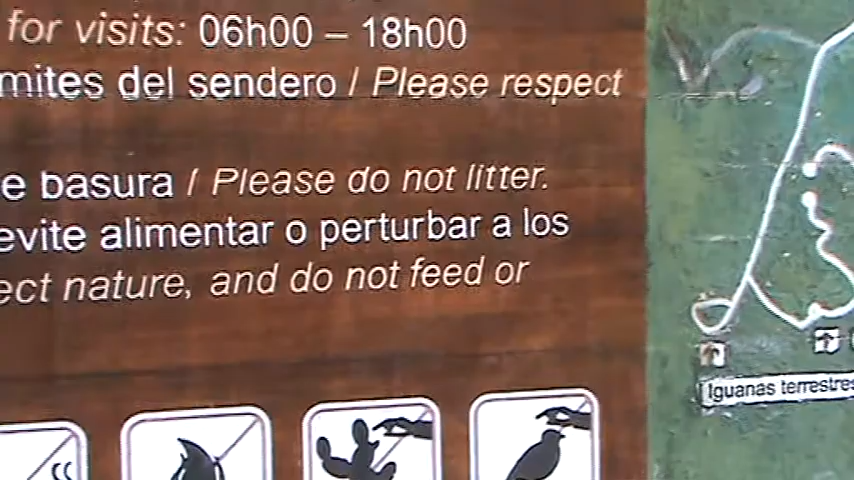 for visits: 06h00 – 18h00
mites del sendero / Please respect
e basura / Please do not litter.
evite alimentar o perturbar a los
ect nature, and do not feed or
Iguanas terrestres